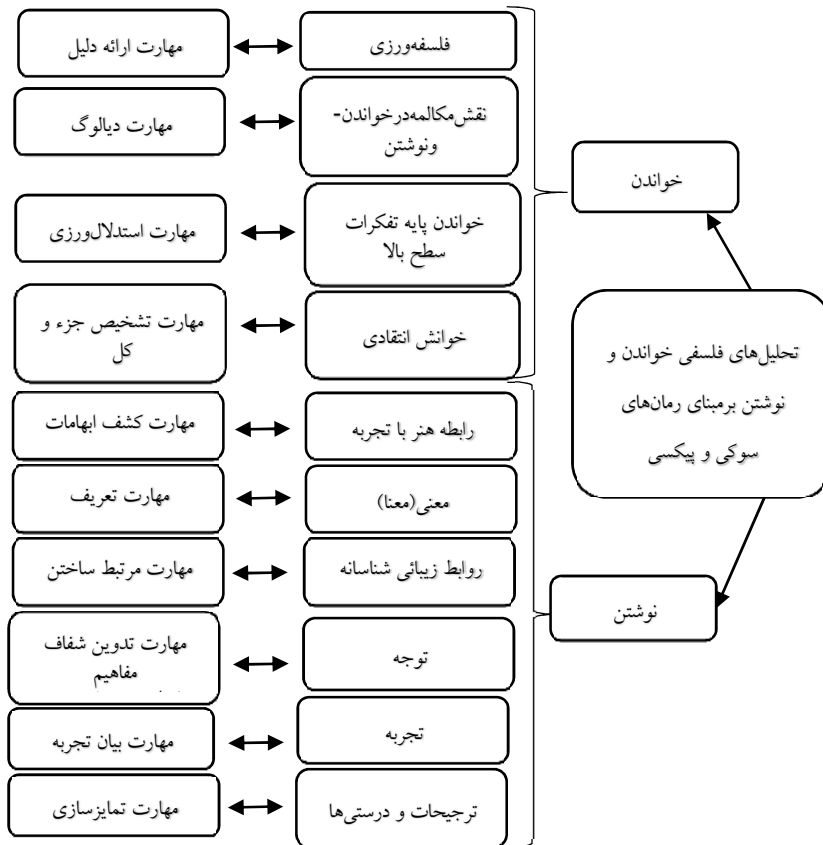 تحلیل‌های فلسفی خواندن و
نوشتن برمبنای رمان‌های
سوکی و پیکسی
خواندن
فلسفه‌ورزی
مهارت ارائه دلیل
نقش‌مکالمه‌درخواندن-
ونوشتن
مهارت دیالوگ
خواندن پایه تفکرات
سطح بالا
مهارت استدلال‌ورزی
خوانش انتقادی
مهارت تشخیص جزء و
کل
نوشتن
رابطه هنر با تجربه
مهارت کشف ابهامات
معنی(معنا)
مهارت تعریف
روابط زیبائی شناسانه
مهارت مرتبط ساختن
توجه
مهارت تدوین شفاف
مفاهیم
تجربه
مهارت بیان تجربه
ترجیحات و درستی‌ها
مهارت تمایزسازی